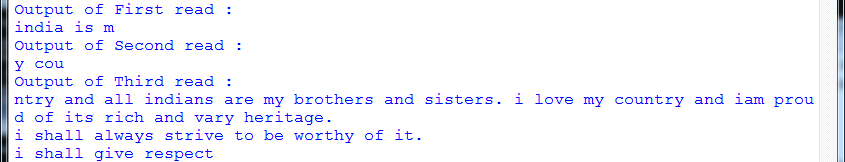 Output of First read :
india is m
Output of Second read :
y cou
Output of Third read :
ntry and all indians are my brothers and sisters. i love my country and iam prou
d of its rich and vary heritage.
i shall always strive to be worthy of it.
i shall give respect